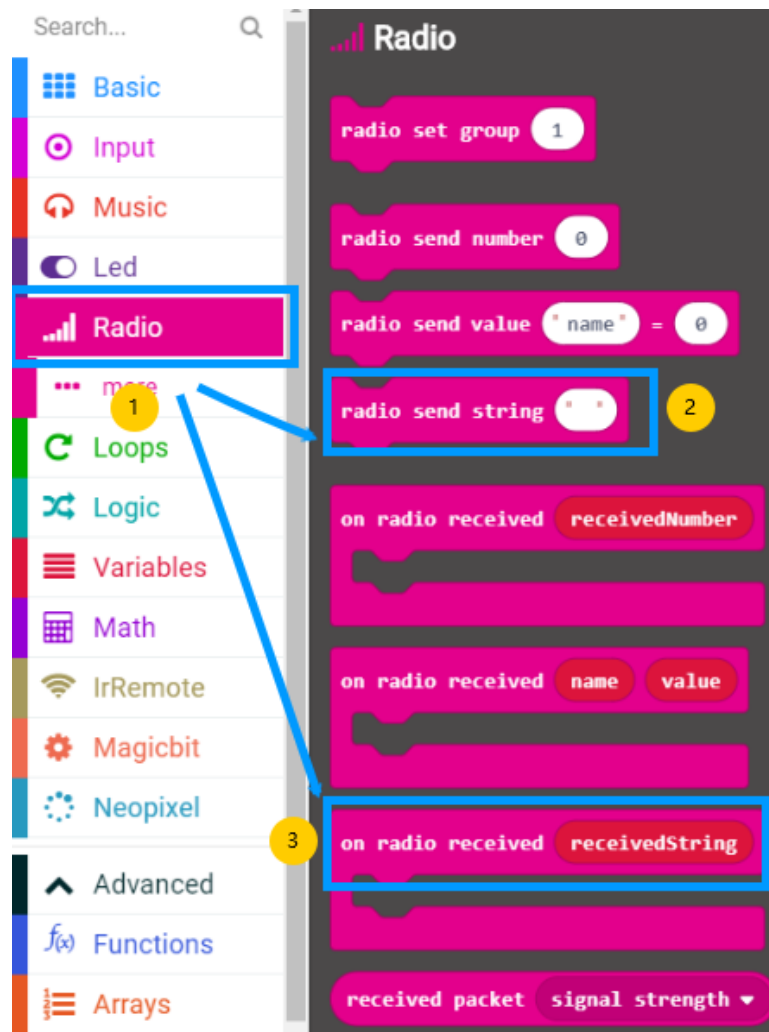 Search...
Basic
Input
Music
Led
Radio
more
1
Loops
Logic
Variables
Math
IrRemote
Magicbit
Neopixel
Advanced
f(x) Functions
Arrays
Radio
radio set group 1
radio send number 0
radio send value "name" = 0
radio send string " "
2
on radio received receivedNumber
on radio received name value
3
on radio received receivedString
received packet signal strength